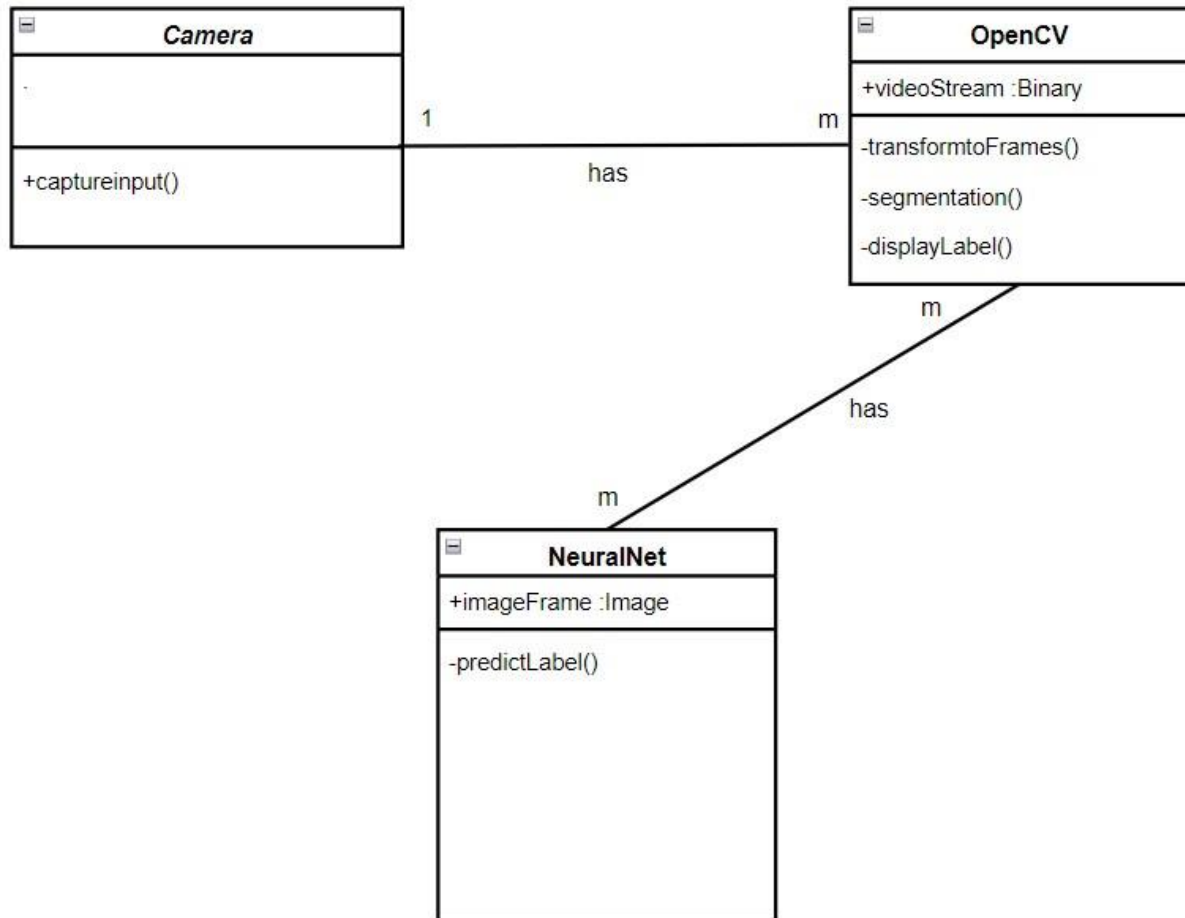 Camera
+captureinput()
1
has
m
OpenCV
+videoStream :Binary
-transformtoFrames()
-segmentation()
-displayLabel()
m
has
m
NeuralNet
+imageFrame :Image
-predictLabel()